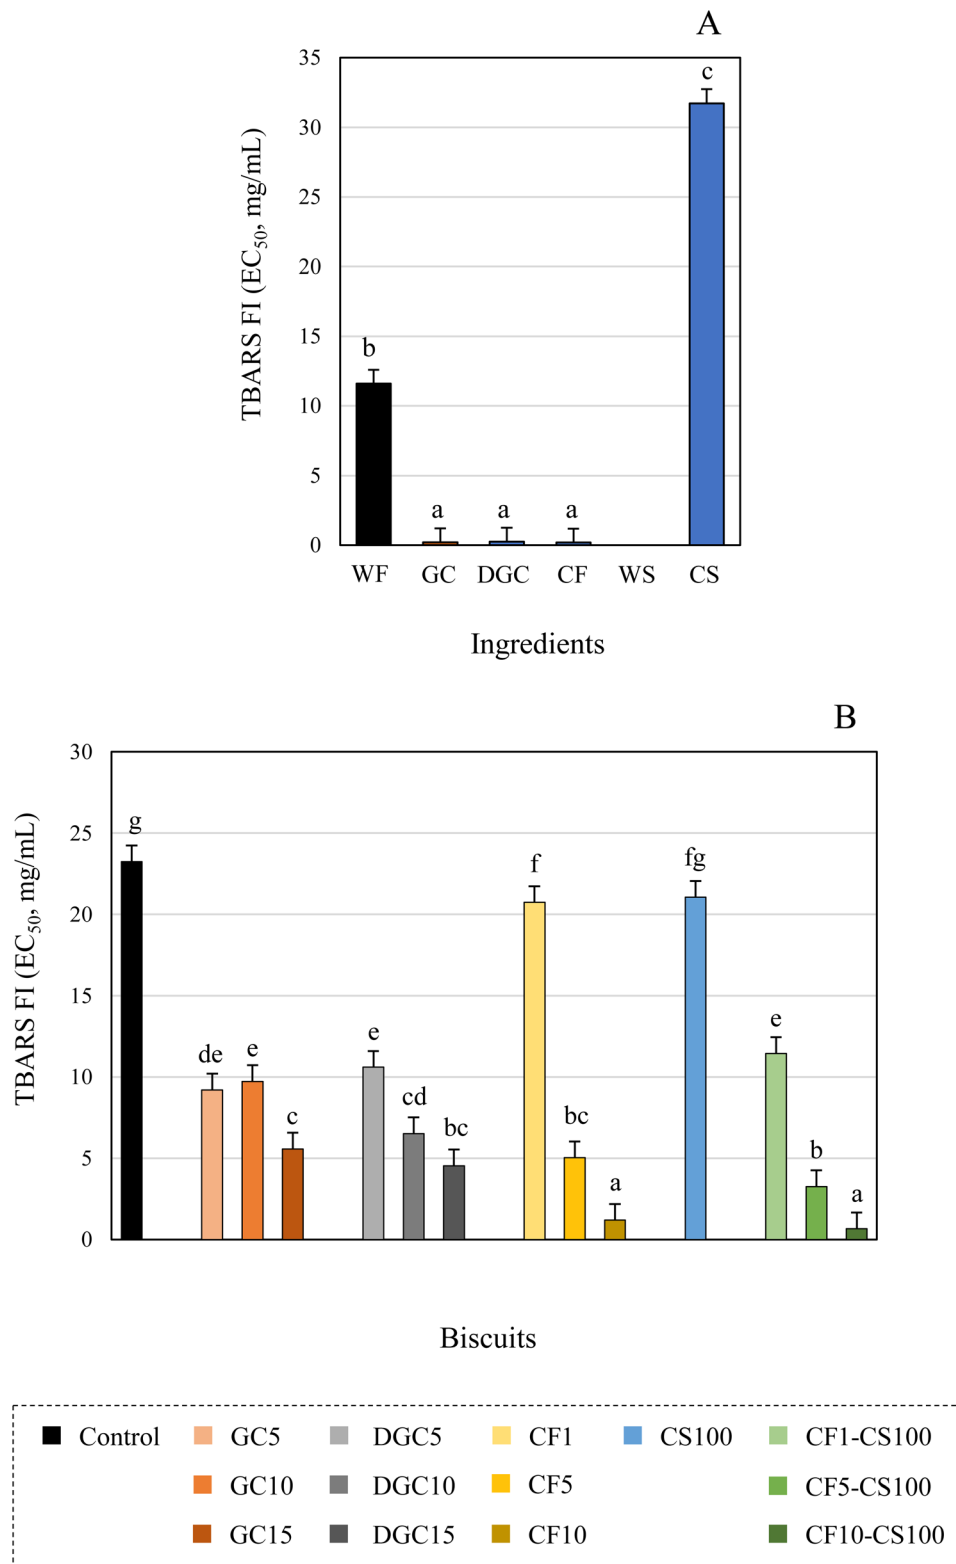 A
TBARS FI (EC50, mg/mL)
35
30
25
20
15
10
5
0
b
a
a
a
c
WF GC DGC CF WS CS
Ingredients
B
TBARS FI (EC50, mg/mL)
30
25
20
15
10
5
0
g
de
e
c
e
cd
bc
f
bc
a
fg
e
b
a
Biscuits
Control GC5 DGC5 CF1 CS100 CF1-CS100
GC10 DGC10 CF5 CF5-CS100
GC15 DGC15 CF10 CF10-CS100